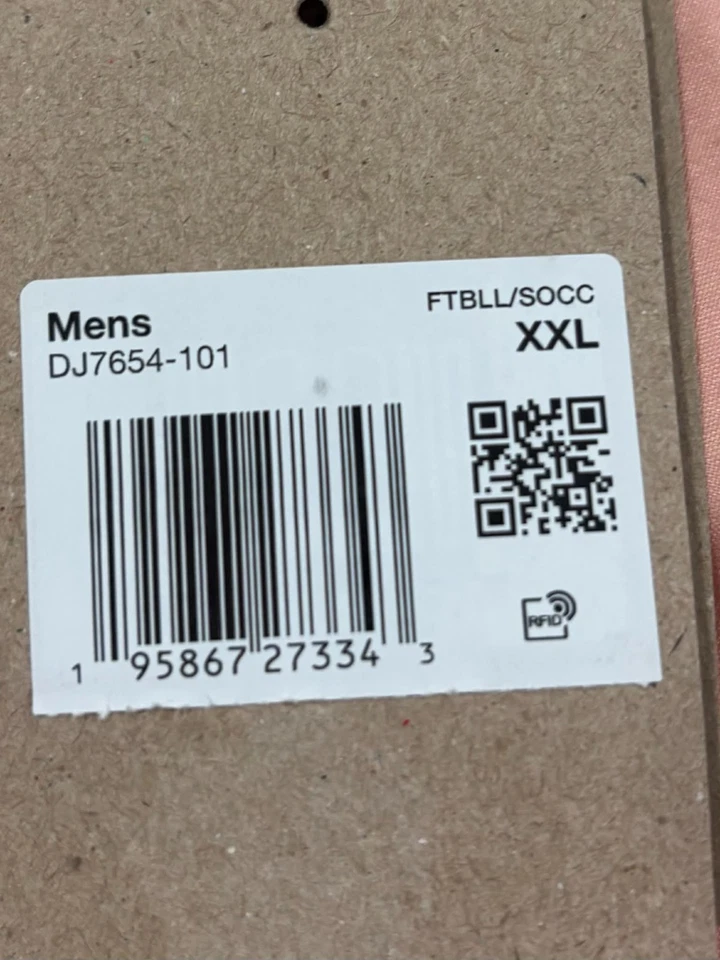 Mens
DJ7654-101
FTBLL/SOCC
XXL
RFID
1 95867 27334 3